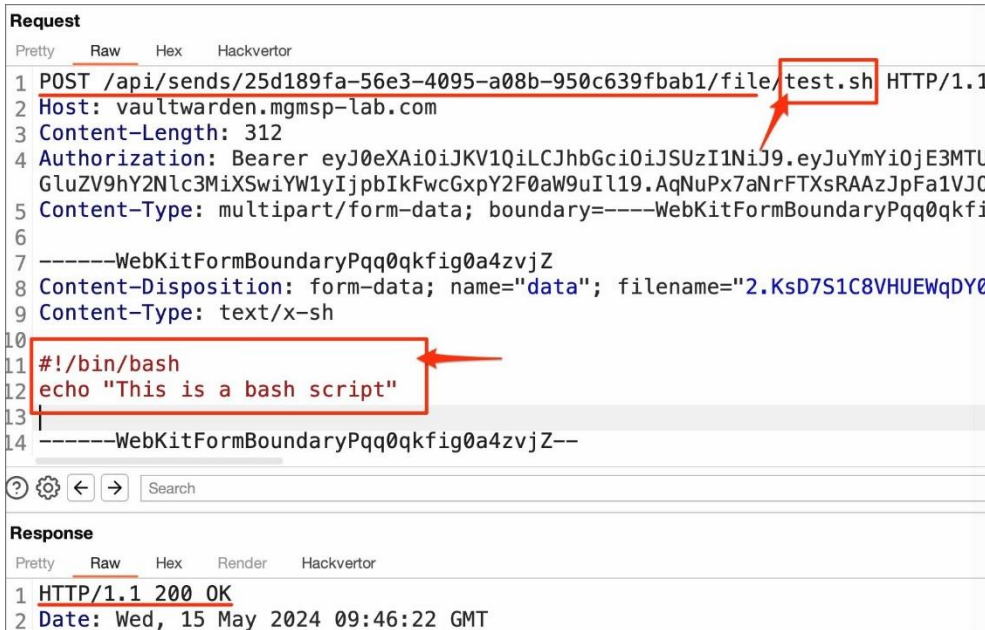 Request
Pretty Raw Hex Hackvertor
1 POST /api/sends/25d189fa-56e3-4095-a08b-950c639fbab1/file/test.sh HTTP/1.1
2 Host: vaultwarden.mgmsp-lab.com
3 Content-Length: 312
4 Authorization: Bearer eyJ0eXAiOiJKV1QiLCJhbGciOiJSUzI1NiJ9.eyJuYmYiOjE3MTU
GluZV9hY2Nlc3MiXSwiYW1yIjpbIkFwcGxpY2F0aW9uIl19.AqNuPx7aNrFTXsRAAzJpFa1VJO
5 Content-Type: multipart/form-data; boundary=----WebKitFormBoundaryPqq0qkfi
6
7 ------WebKitFormBoundaryPqq0qkfig0a4zvjZ
8 Content-Disposition: form-data; name="data"; filename="2.KsD7S1C8VHUEWqDY0
9 Content-Type: text/x-sh
10
11 #!/bin/bash
12 echo "This is a bash script"
13
14 ------WebKitFormBoundaryPqq0qkfig0a4zvjZ--
Search
Response
Pretty Raw Hex Render Hackvertor
1 HTTP/1.1 200 OK
2 Date: Wed, 15 May 2024 09:46:22 GMT